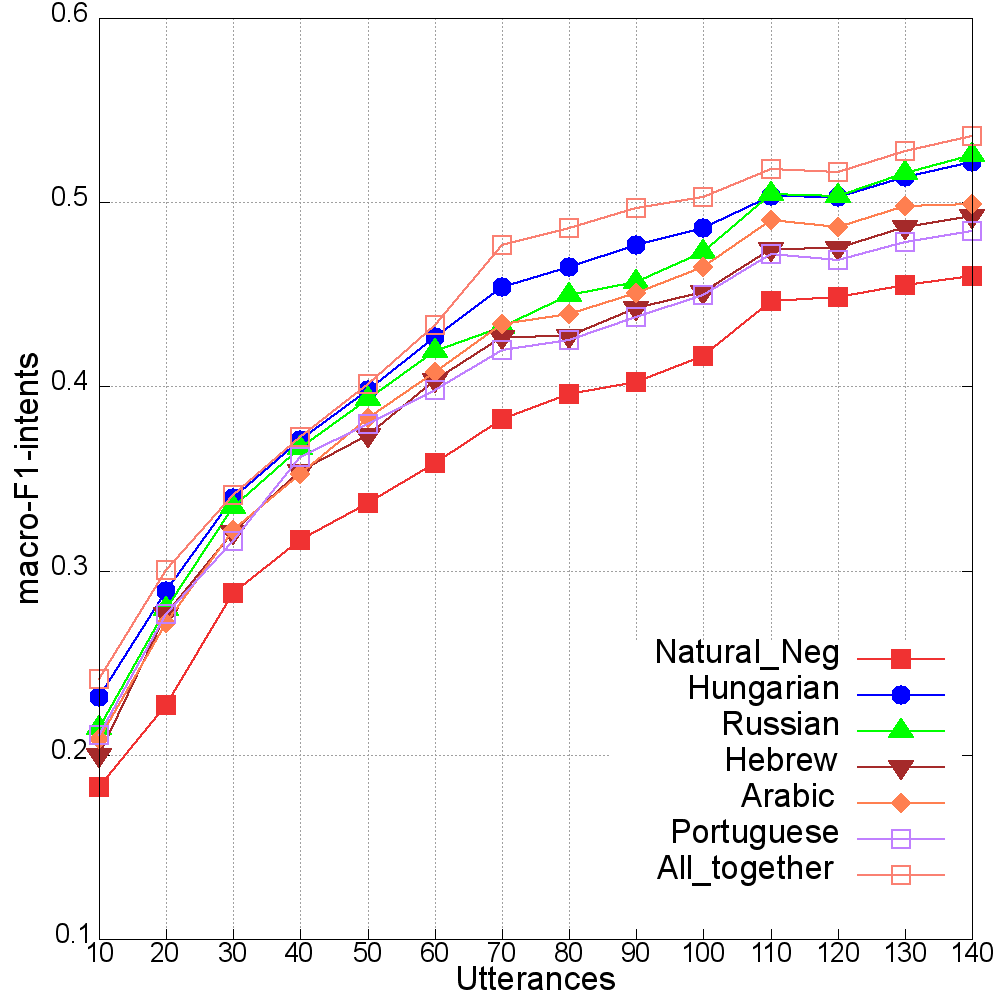 0.6
0.5
0.4
0.3
0.2
0.1
macro-F1-intents
Natural_Neg
Hungarian
Russian
Hebrew
Arabic
Portuguese
All_together
10 20 30 40 50 60 70 80 90 100 110 120 130 140
Utterances